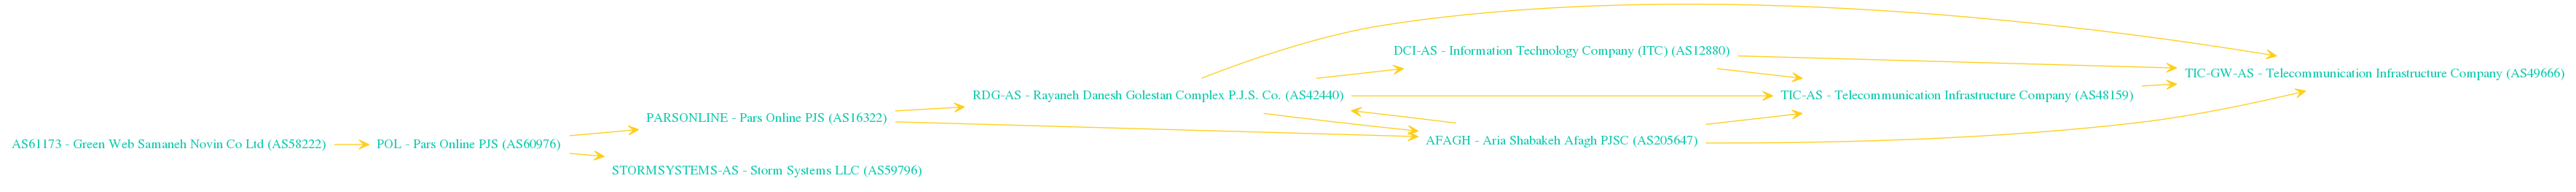 AS61173 - Green Web Samaneh Novin Co Ltd (AS58222)
POL - Pars Online PJS (AS60976)
PARSONLINE - Pars Online PJS (AS16322)
STORMSYSTEMS-AS - Storm Systems LLC (AS59796)
RDG-AS - Rayaneh Danesh Golestan Complex P.J.S. Co. (AS42440)
DCI-AS - Information Technology Company (ITC) (AS12880)
AFAGH - Aria Shabakeh Afagh PJSC (AS205647)
TIC-AS - Telecommunication Infrastructure Company (AS48159)
TIC-GW-AS - Telecommunication Infrastructure Company (AS49666)